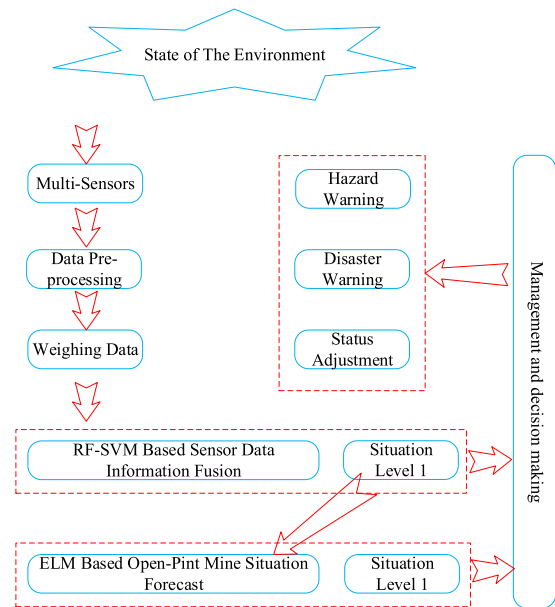 State of The Environment
Multi-Sensors
Data Pre-
processing
Weighing Data
Hazard
Warning
Disaster
Warning
Status
Adjustment
Management and decision making
RF-SVM Based Sensor Data
Information Fusion
Situation
Level 1
ELM Based Open-Pint Mine Situation
Forecast
Situation
Level 1